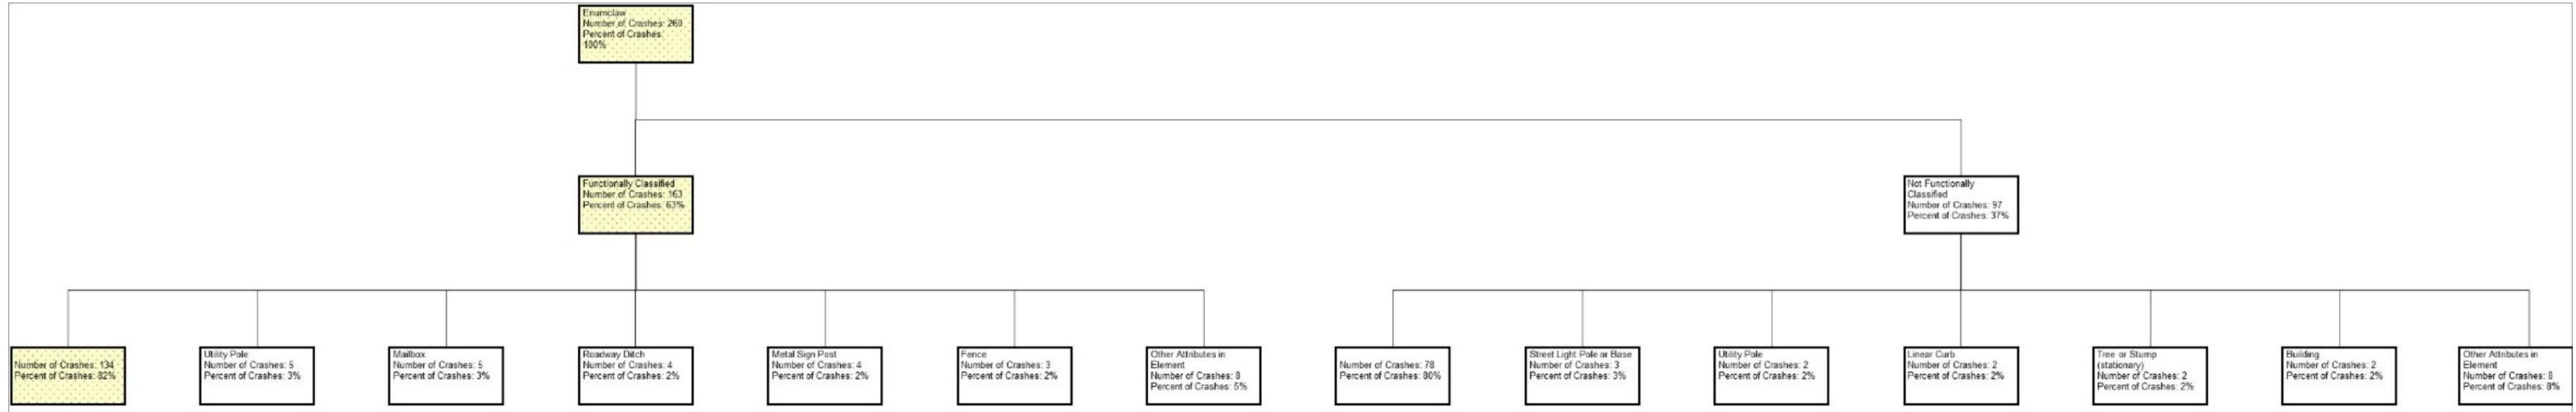 Enumclaw
Number of Crashes: 260
Percent of Crashes:
100%
Functionally Classified
Number of Crashes: 163
Percent of Crashes: 63%
Not Functionally
Classified
Number of Crashes: 97
Percent of Crashes: 37%
Number of Crashes: 134
Percent of Crashes: 82%
Utility Pole
Number of Crashes: 5
Percent of Crashes: 3%
Mailbox
Number of Crashes: 5
Percent of Crashes: 3%
Roadway Ditch
Number of Crashes: 4
Percent of Crashes: 2%
Metal Sign Post
Number of Crashes: 4
Percent of Crashes: 2%
Fence
Number of Crashes: 3
Percent of Crashes: 2%
Other Attributes in
Element
Number of Crashes: 8
Percent of Crashes: 5%
Number of Crashes: 78
Percent of Crashes: 80%
Street Light Pole or Base
Number of Crashes: 3
Percent of Crashes: 3%
Utility Pole
Number of Crashes: 2
Percent of Crashes: 2%
Linear Curb
Number of Crashes: 2
Percent of Crashes: 2%
Tree or Stump
(stationary)
Number of Crashes: 2
Percent of Crashes: 2%
Building
Number of Crashes: 2
Percent of Crashes: 2%
Other Attributes in
Element
Number of Crashes: 8
Percent of Crashes: 8%